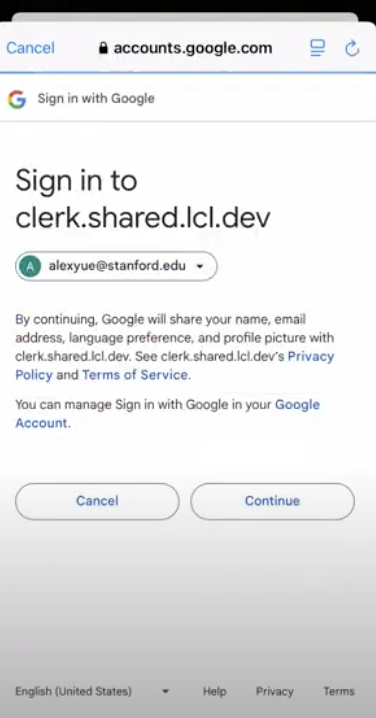 Cancel
accounts.google.com
Sign in with Google
Sign in to
clerk.shared.lcl.dev
A
alexyue@stanford.edu
By continuing, Google will share your name, email
address, language preference, and profile picture with
clerk.shared.lcl.dev. See clerk.shared.lcl.dev's Privacy
Policy and Terms of Service.
You can manage Sign in with Google in your Google
Account.
Cancel
Continue
English (United States)
Help
Privacy
Terms